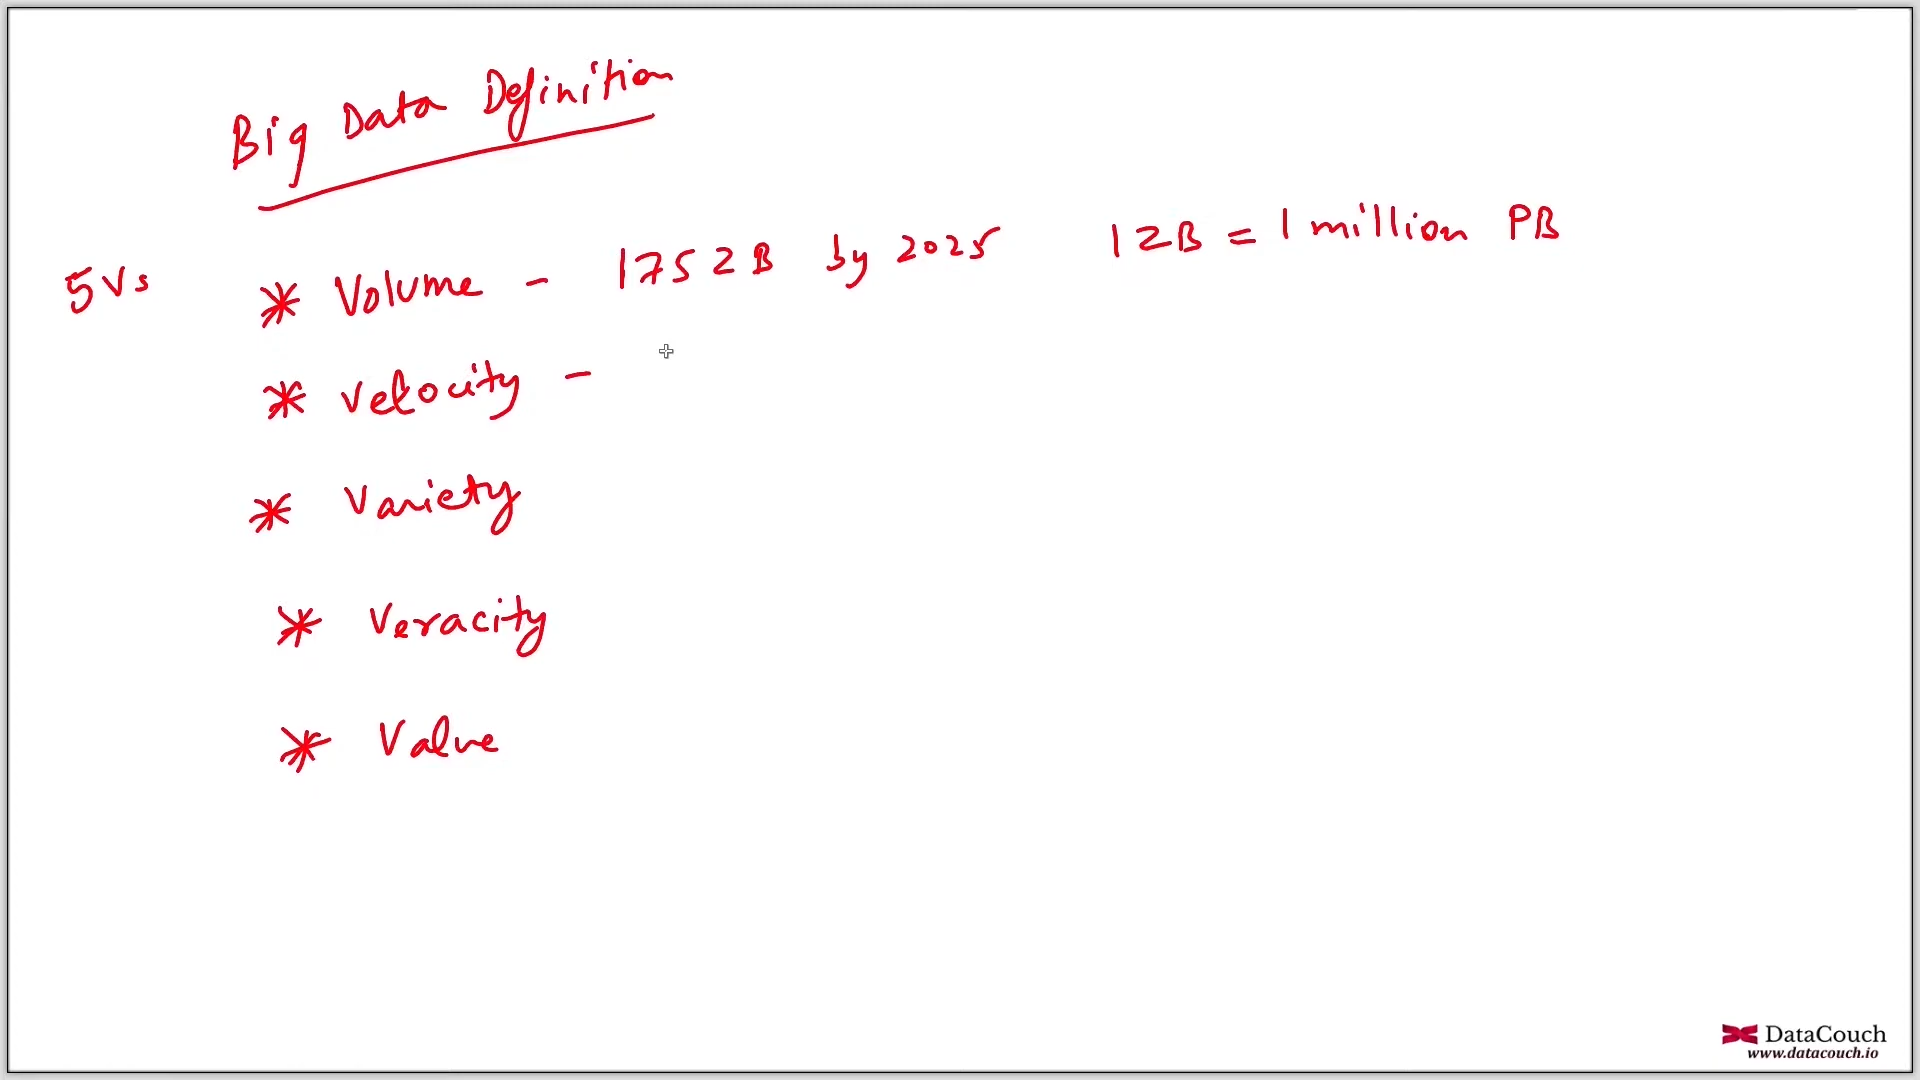 Big Data Definition
5Vs
* Volume - 175 ZB by 2025 1 ZB = 1 million PB
* Velocity -
* Variety
* Veracity
* Value
DataCouch
www.datacouch.io